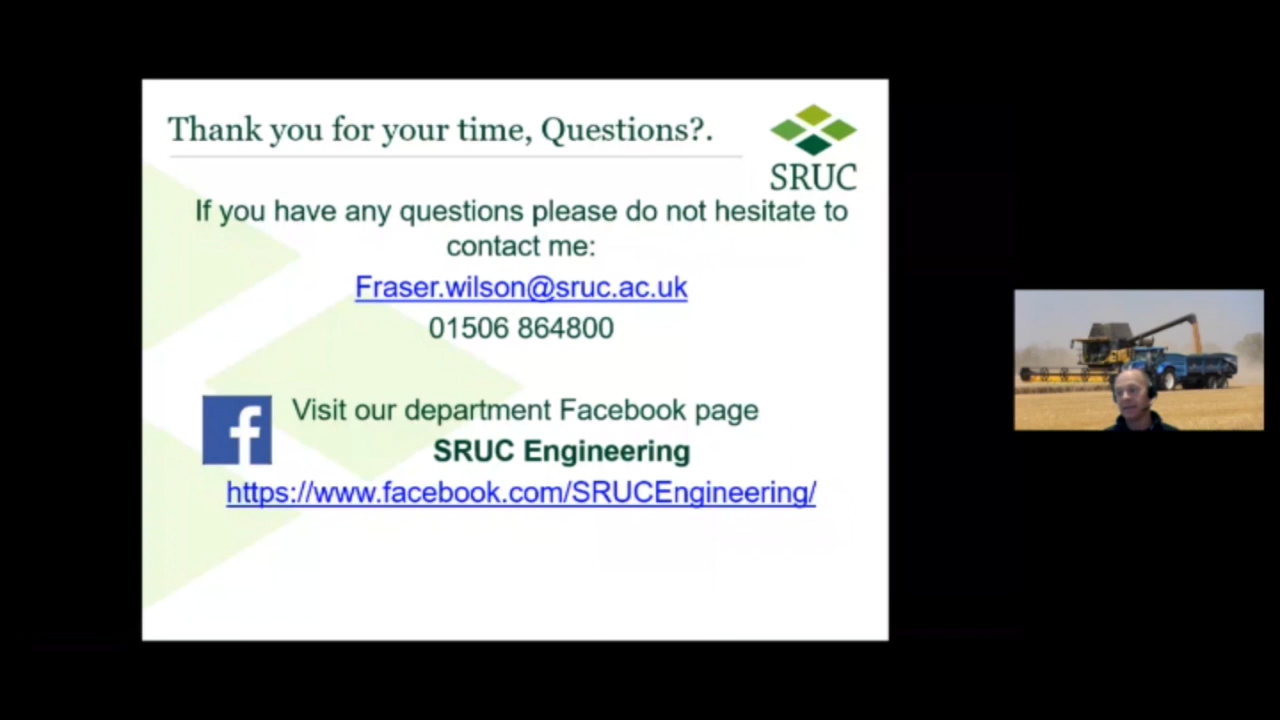 Thank you for your time, Questions?.
SRUC
If you have any questions please do not hesitate to
contact me:
Fraser.wilson@sruc.ac.uk
01506 864800
f
Visit our department Facebook page
SRUC Engineering
https://www.facebook.com/SRUCEngineering/